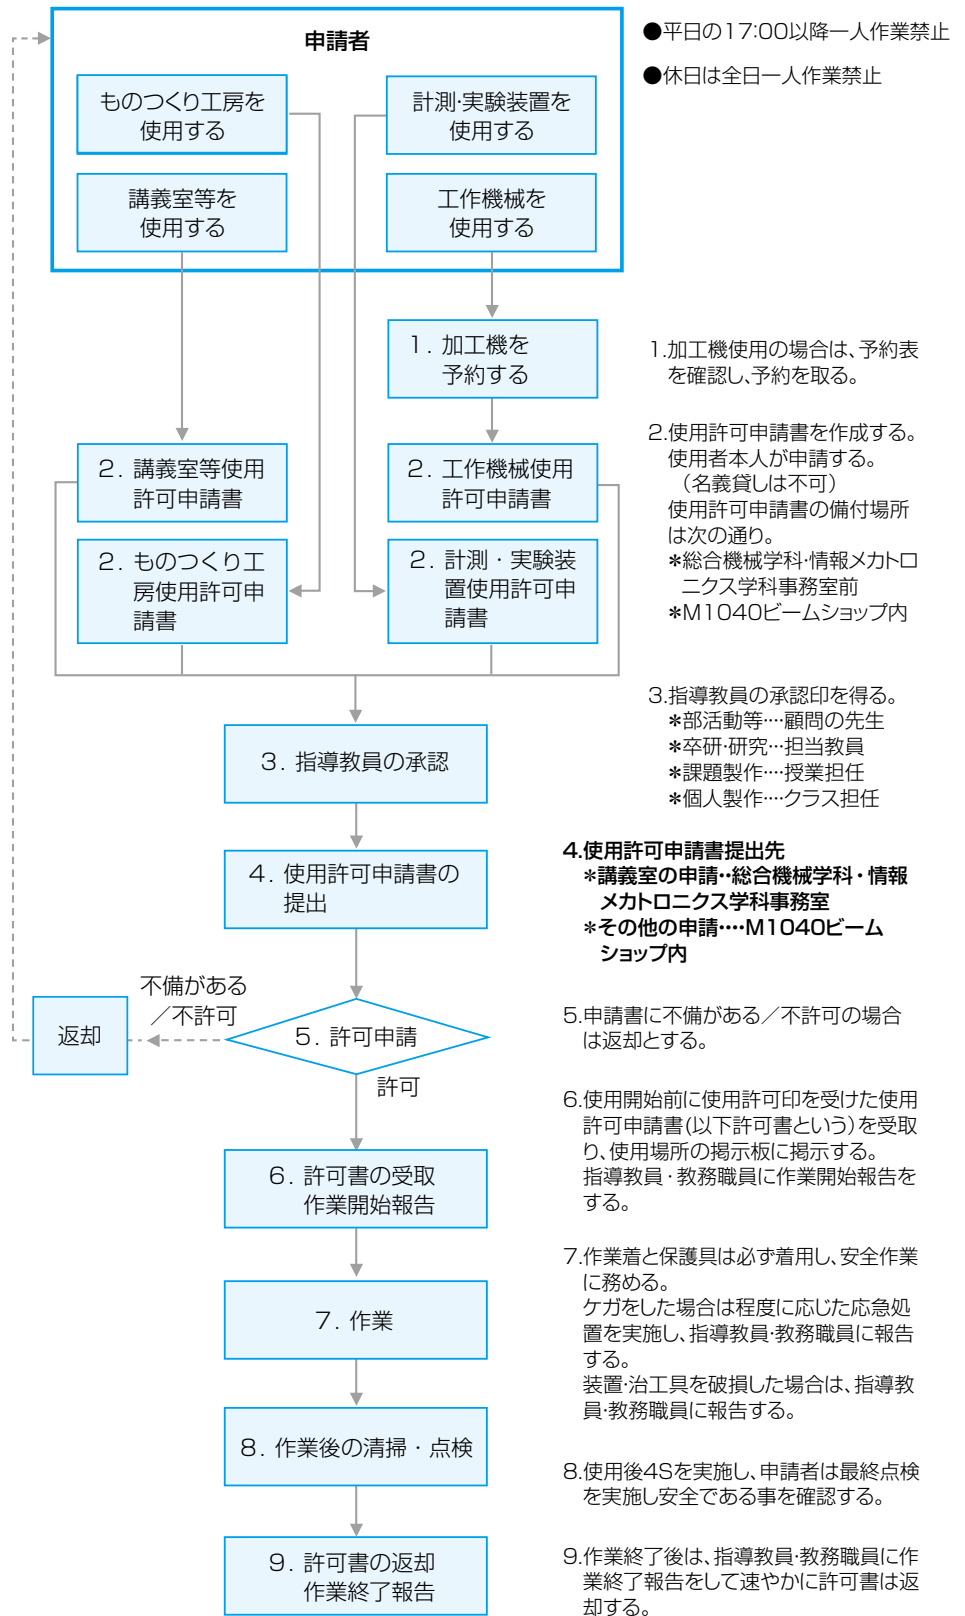 申請者
ものつくり工房を
使用する
計測・実験装置を
使用する
講義室等を
使用する
工作機械を
使用する
●平日の17:00以降一人作業禁止
●休日は全日一人作業禁止
1. 加工機を
予約する
1.加工機使用の場合は、予約表
を確認し、予約を取る。
2. 講義室等使用
許可申請書
2. 工作機械使用
許可申請書
2. ものつくり工
房使用許可申
請書
2. 計測・実験装
置使用許可申
請書
2.使用許可申請書を作成する。
使用者本人が申請する。
(名義貸しは不可)
使用許可申請書の備付場所
は次の通り。
*総合機械学科・情報メカトロ
ニクス学科事務室前
*M1040ビームショップ内
3. 指導教員の承認
3.指導教員の承認印を得る。
*部活動等‥‥顧問の先生
*卒研・研究‥‥担当教員
*課題製作‥‥授業担任
*個人製作‥‥クラス担任
4. 使用許可申請書の
提出
4.使用許可申請書提出先
*講義室の申請‥総合機械学科・情報
メカトロニクス学科事務室
*その他の申請‥‥M1040ビーム
ショップ内
不備がある
/不許可
返却
5. 許可申請
許可
5.申請書に不備がある/不許可の場合
は返却とする。
6. 許可書の受取
作業開始報告
6.使用開始前に使用許可印を受けた使用
許可申請書(以下許可書という)を受取
り、使用場所の掲示板に掲示する。
指導教員・教務職員に作業開始報告を
する。
7. 作業
7.作業着と保護具は必ず着用し、安全作業
に務める。
ケガをした場合は程度に応じた応急処
置を実施し、指導教員・教務職員に報告
する。
装置・治工具を破損した場合は、指導教
員・教務職員に報告する。
8. 作業後の清掃・点検
8.使用後4Sを実施し、申請者は最終点検
を実施し安全である事を確認する。
9. 許可書の返却
作業終了報告
9.作業終了後は、指導教員・教務職員に作
業終了報告をして速やかに許可書は返
却する。